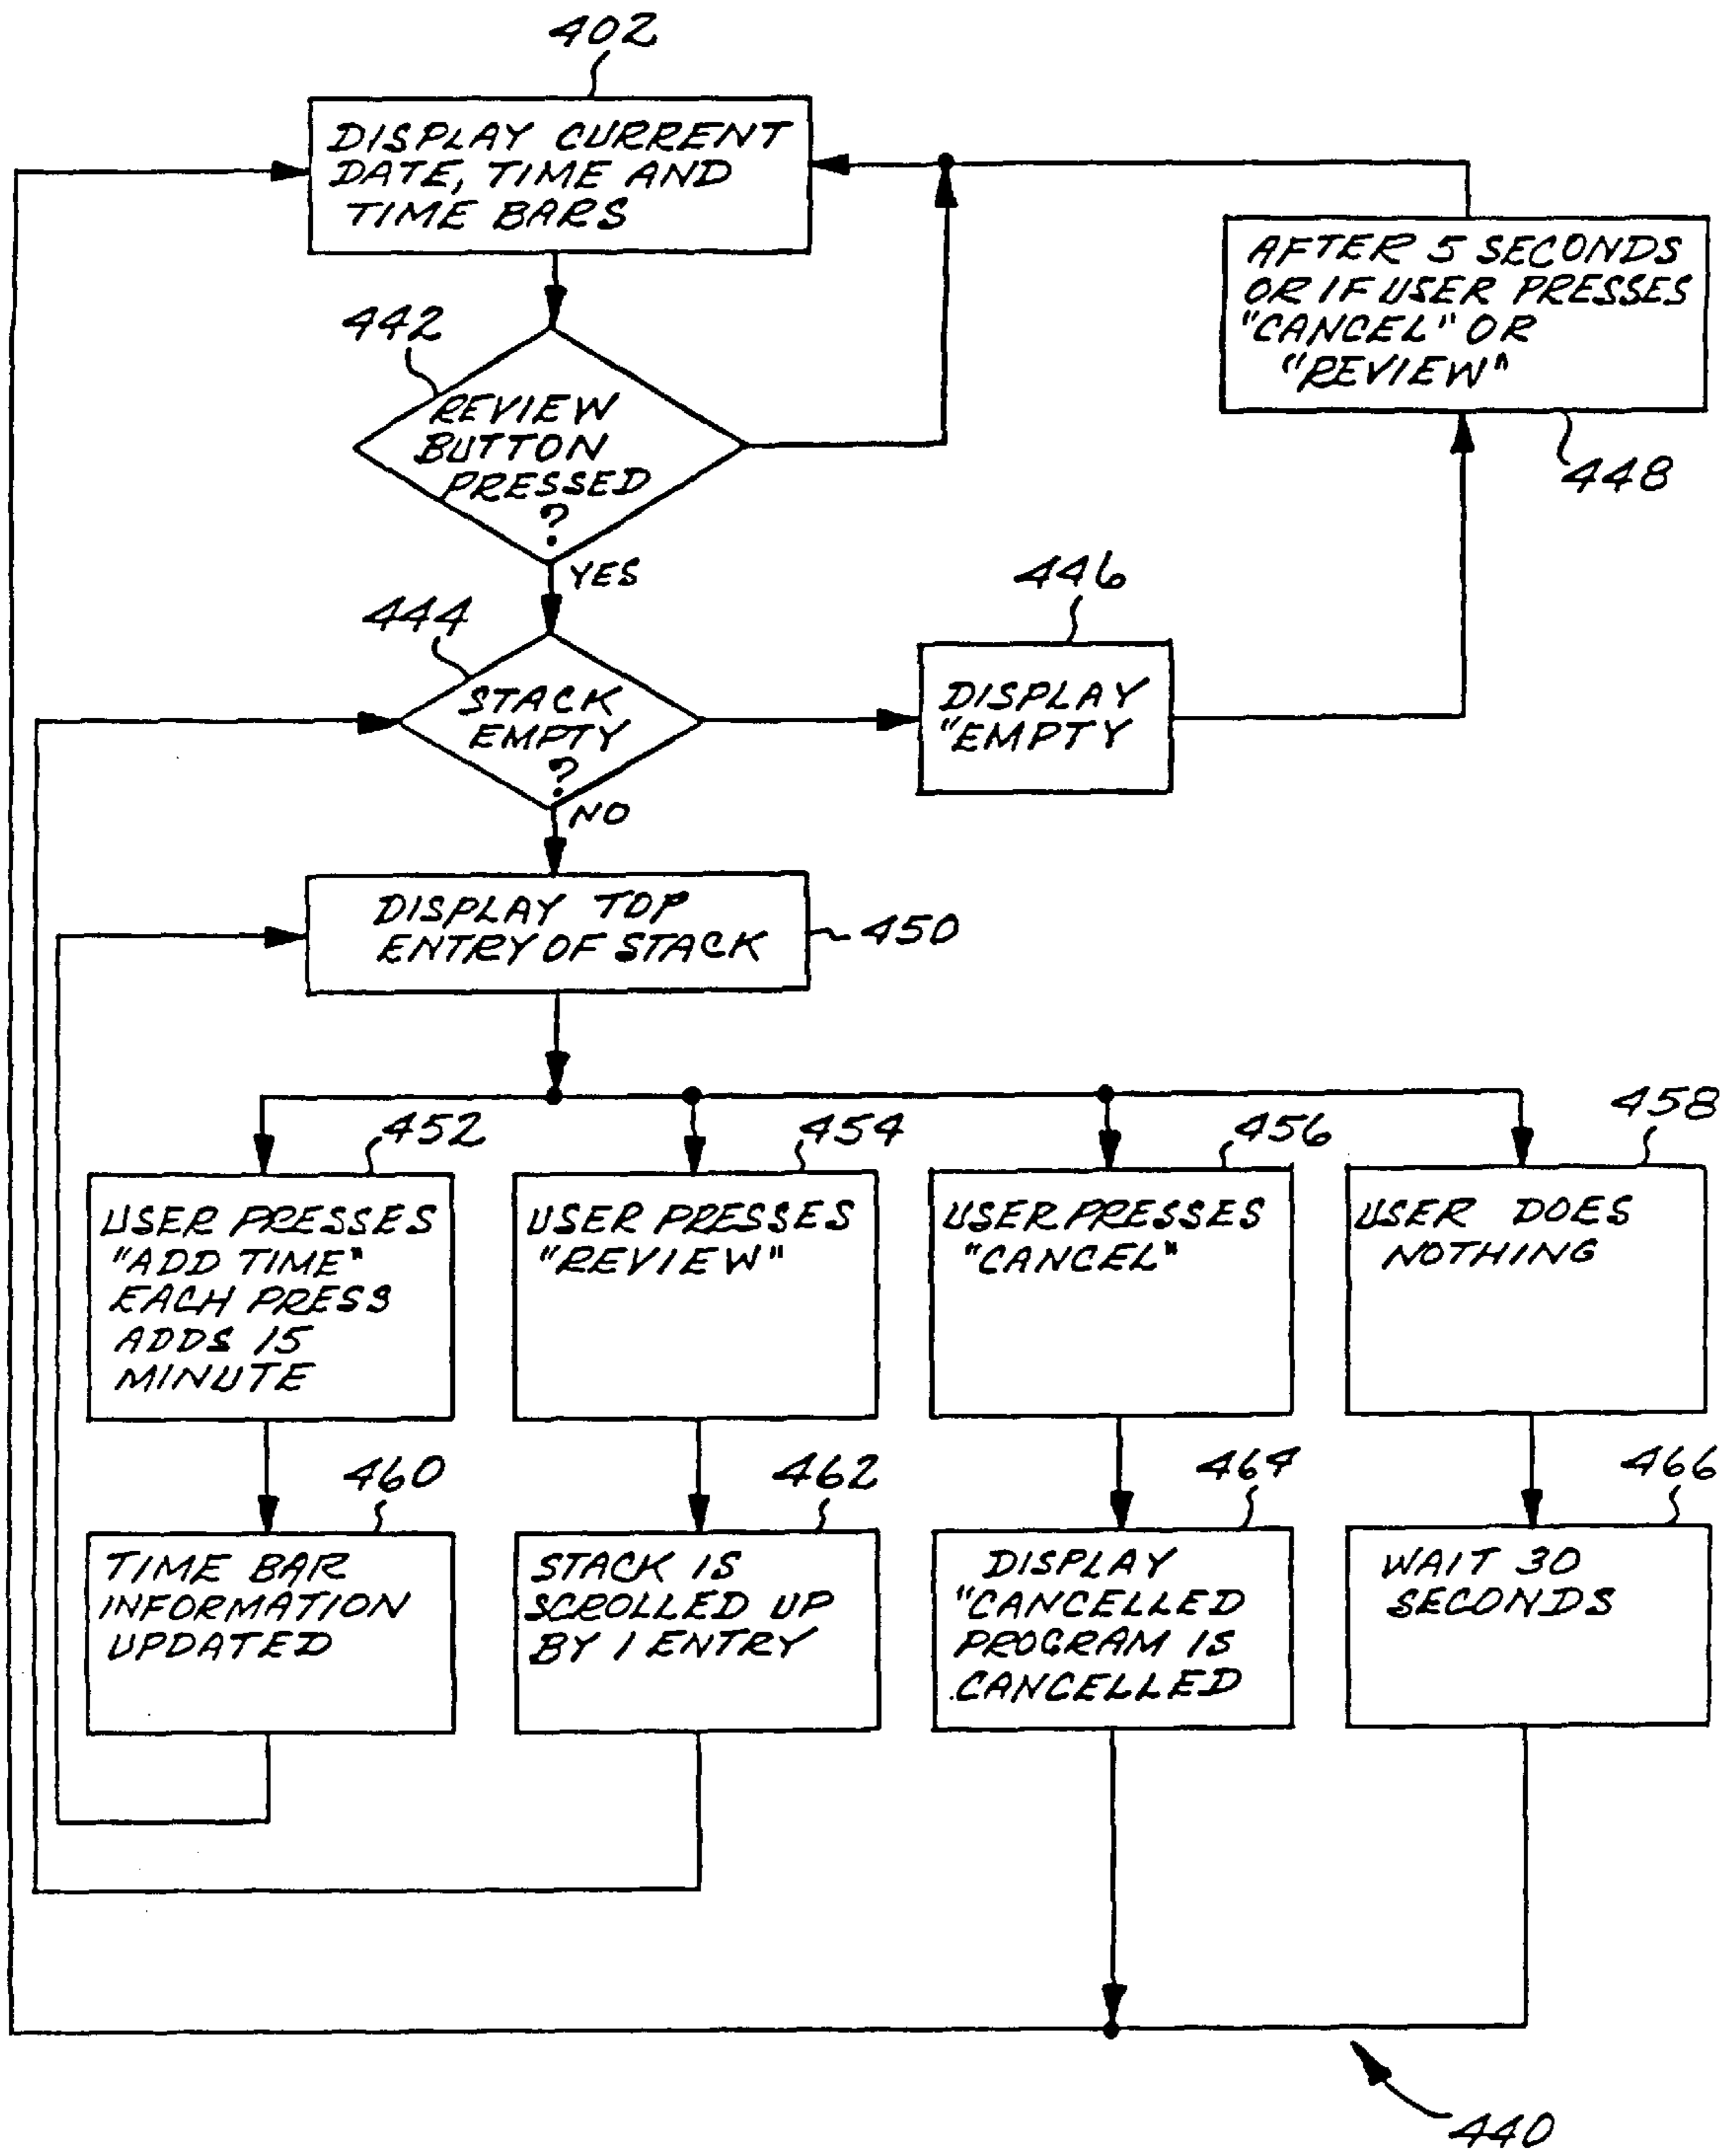 402
DISPLAY CURRENT
DATE, TIME AND
TIME BARS
442
REVIEW
BUTTON
PRESSED
?
YES
AFTER 5 SECONDS
OR IF USER PRESSES
"CANCEL" OR
"REVIEW"
448
444
STACK
EMPTY
?
NO
446
DISPLAY
"EMPTY
DISPLAY TOP
ENTRY OF STACK
450
452
USER PRESSES
"ADD TIME"
EACH PRESS
ADDS 15
MINUTE
454
USER PRESSES
"REVIEW"
456
USER PRESSES
"CANCEL"
458
USER DOES
NOTHING
460
TIME BAR
INFORMATION
UPDATED
462
STACK IS
SCROLLED UP
BY 1 ENTRY
464
DISPLAY
"CANCELLED
PROGRAM IS
CANCELLED
466
WAIT 30
SECONDS
440